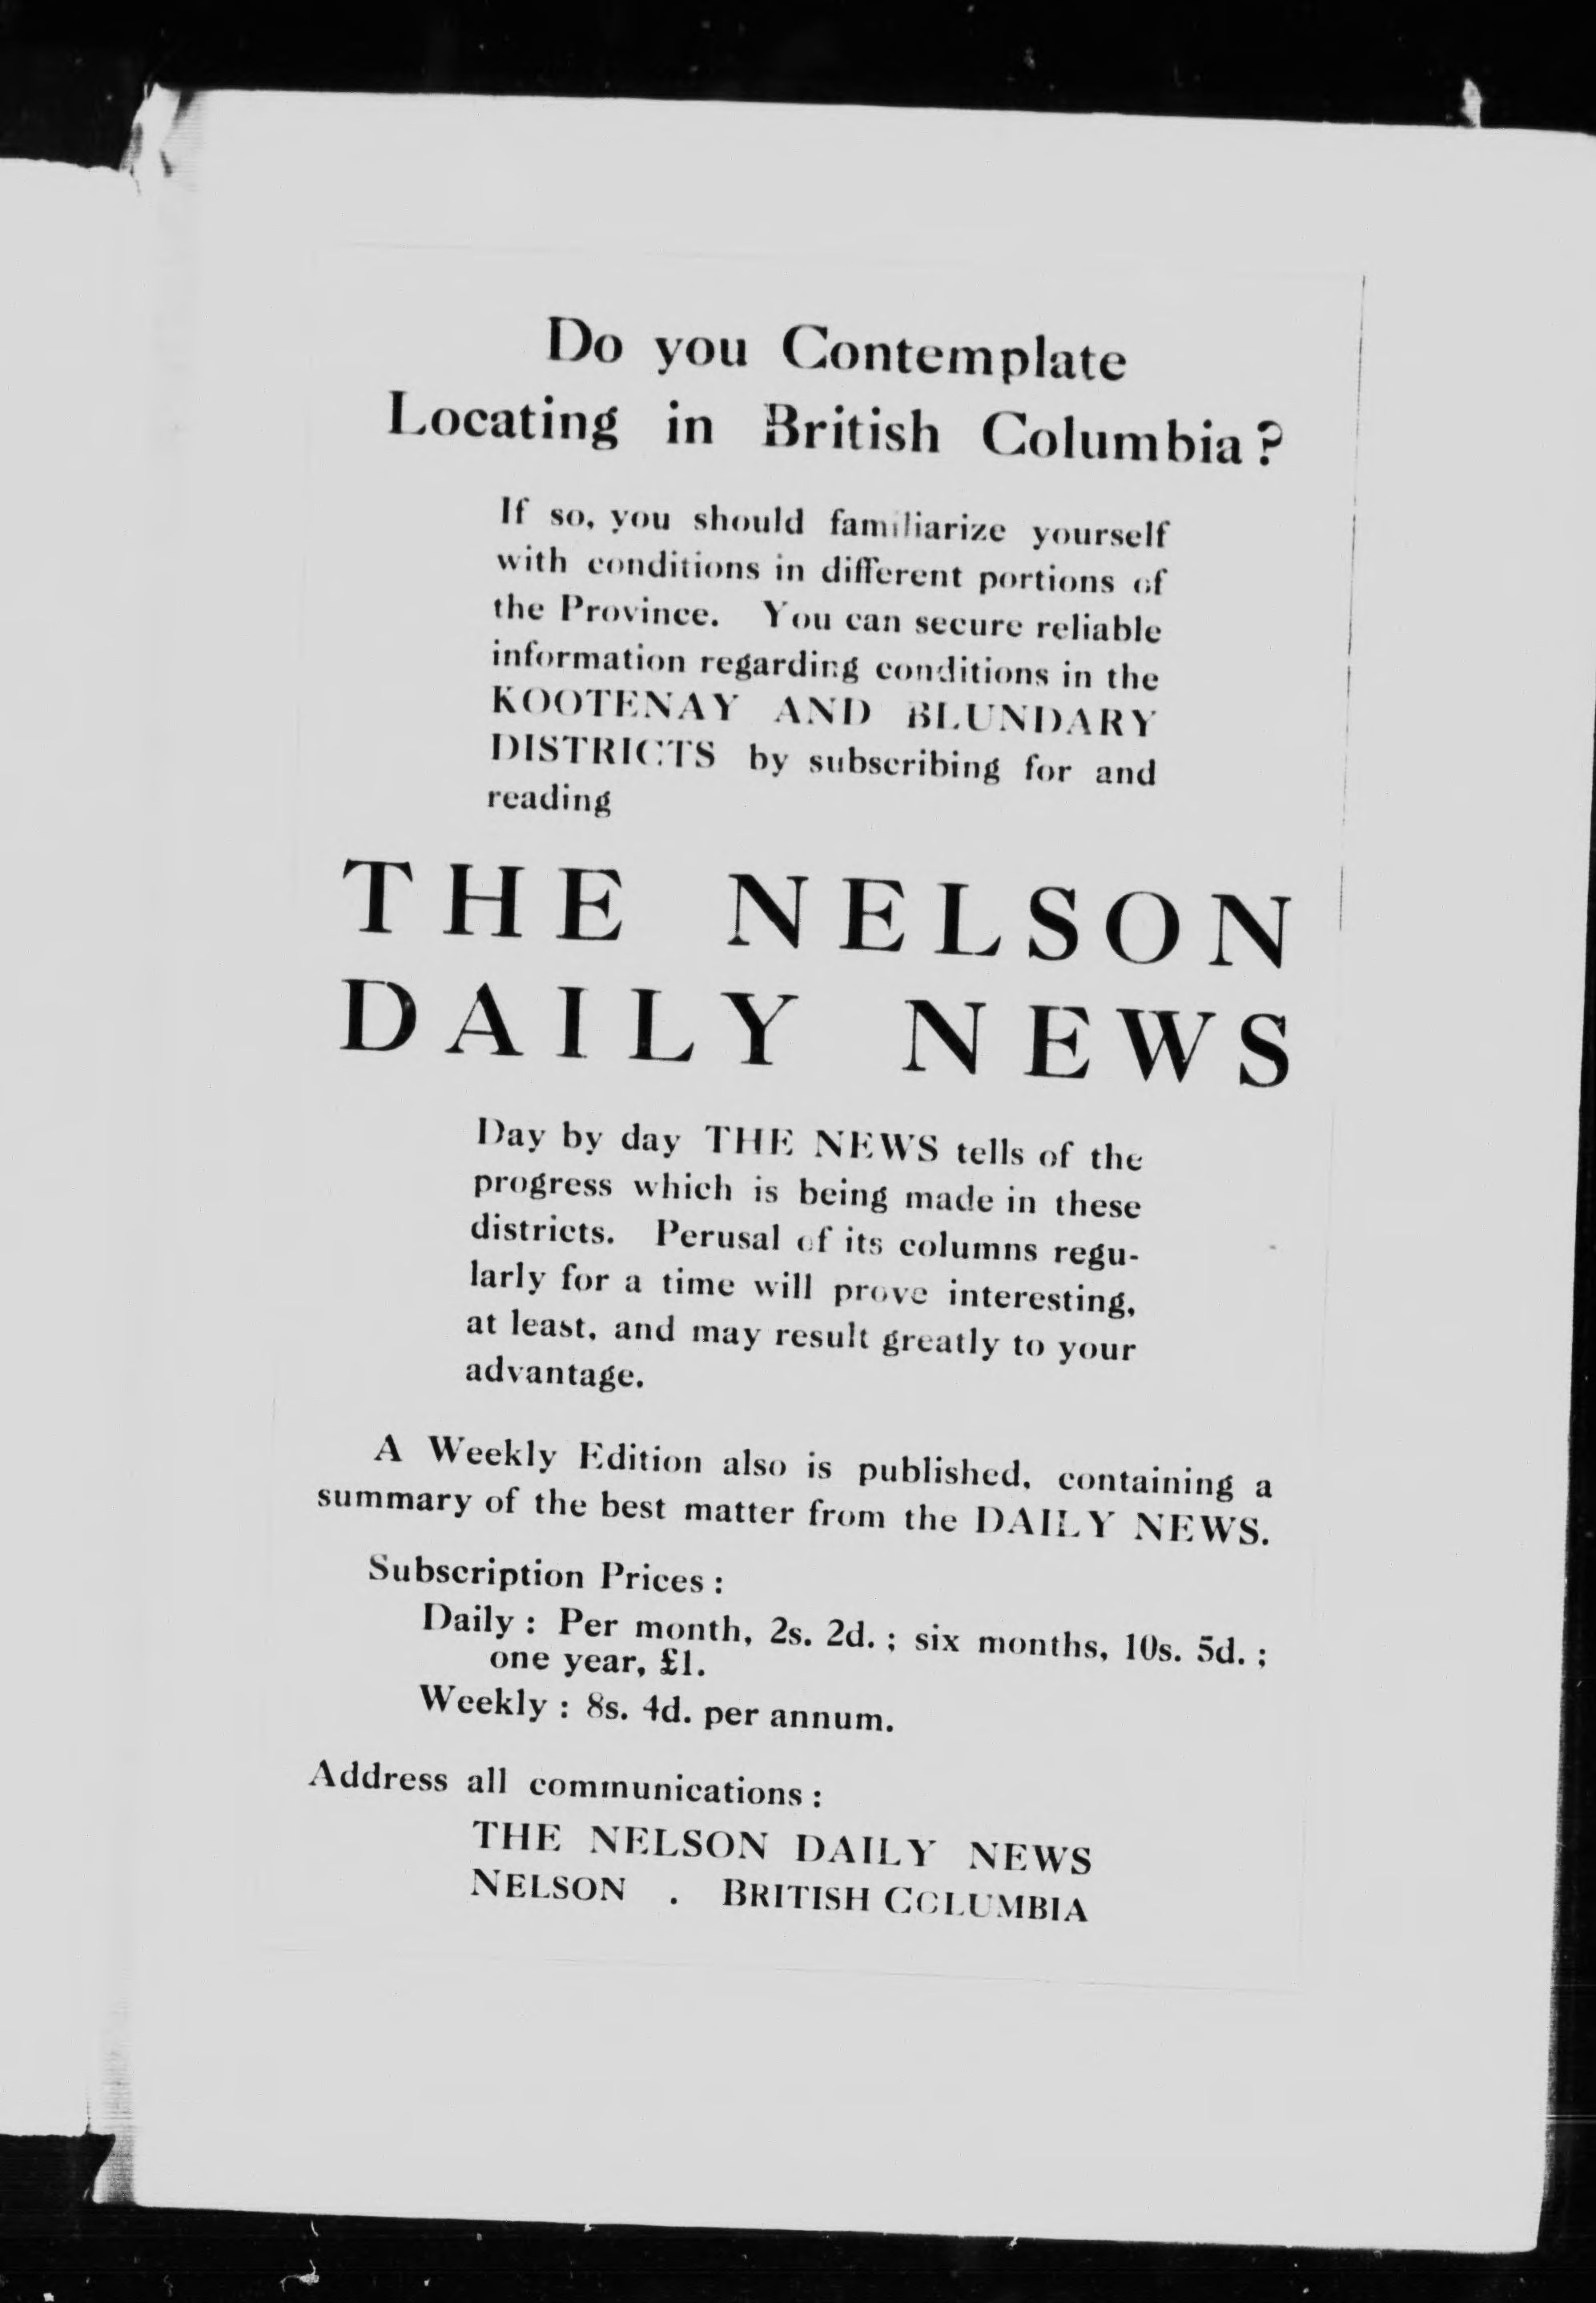 Do you Contemplate
Locating in British Columbia?
If so, you should familiarize yourself
with conditions in different portions of
the Province. You can secure reliable
information regarding conditions in the
KOOTENAY AND BLUNDARY
DISTRICTS by subscribing for and
reading
THE NELSON
DAILY NEWS
Day by day THE NEWS tells of the
progress which is being made in these
districts. Perusal of its columns regu-
larly for a time will prove interesting,
at least, and may result greatly to your
advantage.
A Weekly Edition also is published, containing a
summary of the best matter from the DAILY NEWS.
Subscription Prices :
Daily : Per month, 2s. 2d. ; six months, 10s. 5d. ;
one year, £1.
Weekly : 8s. 4d. per annum.
Address all communications :
THE NELSON DAILY NEWS
NELSON . BRITISH COLUMBIA